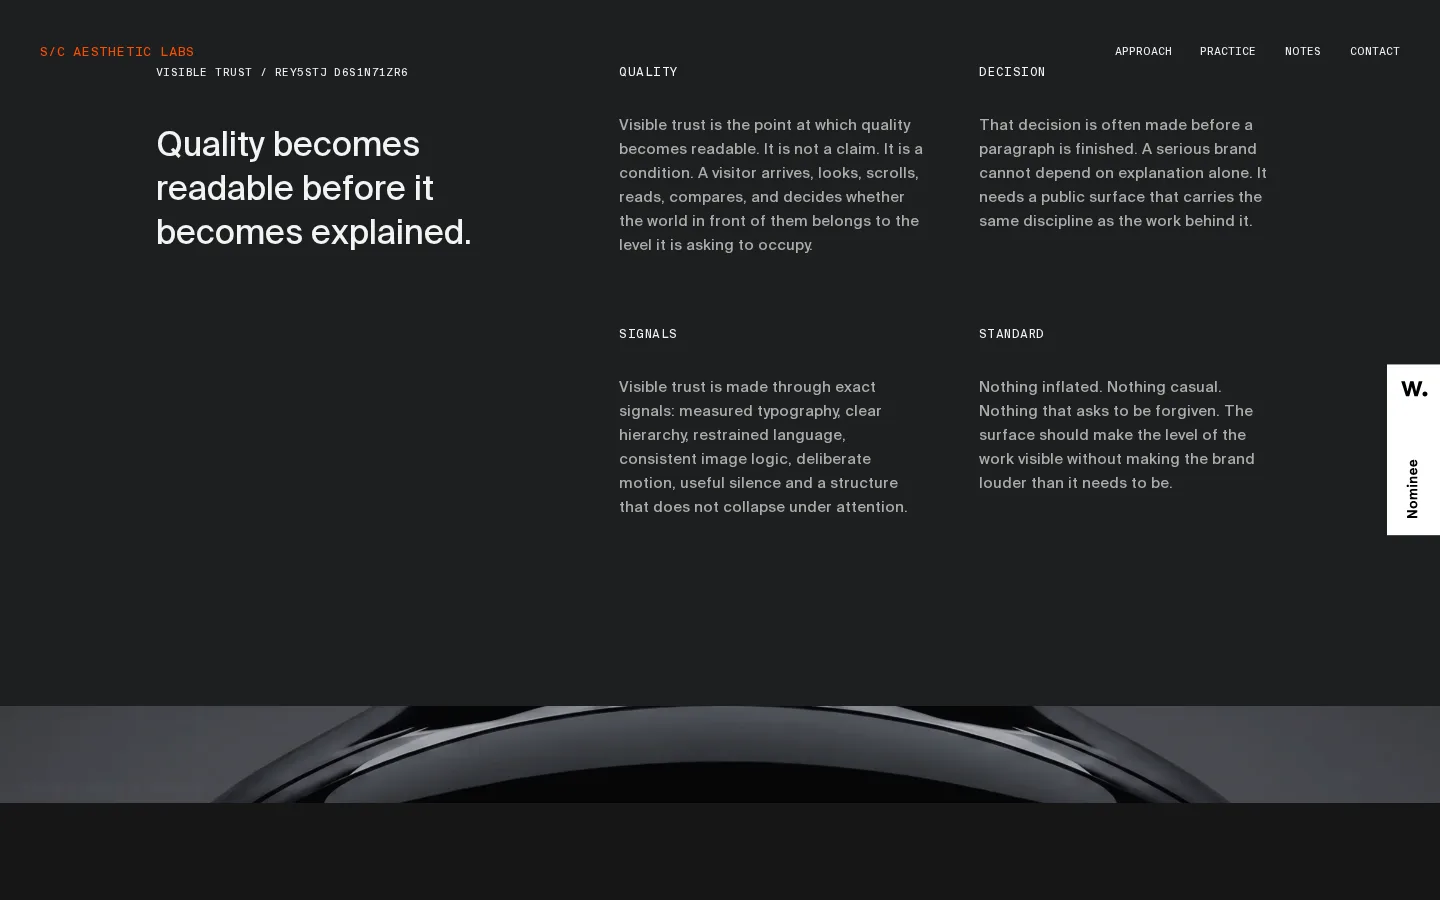 S/C AESTHETIC LABS
APPROACH
PRACTICE
NOTES
CONTACT
VISIBLE TRUST / REY5STJ D6S1N71ZR6
Quality becomes
readable before it
becomes explained.
QUALITY
Visible trust is the point at which quality
becomes readable. It is not a claim. It is a
condition. A visitor arrives, looks, scrolls,
reads, compares, and decides whether
the world in front of them belongs to the
level it is asking to occupy.
DECISION
That decision is often made before a
paragraph is finished. A serious brand
cannot depend on explanation alone. It
needs a public surface that carries the
same discipline as the work behind it.
SIGNALS
Visible trust is made through exact
signals: measured typography, clear
hierarchy, restrained language,
consistent image logic, deliberate
motion, useful silence and a structure
that does not collapse under attention.
STANDARD
Nothing inflated. Nothing casual.
Nothing that asks to be forgiven. The
surface should make the level of the
work visible without making the brand
louder than it needs to be.
W.
Nominee